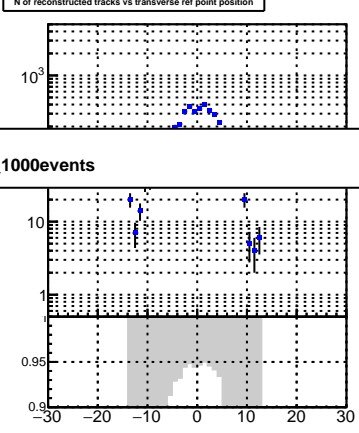 N of reconstructed tracks vs transverse ref point position
10³
1000events
10
1
0.95
0.9
−30 −20 −10 0 10 20 30